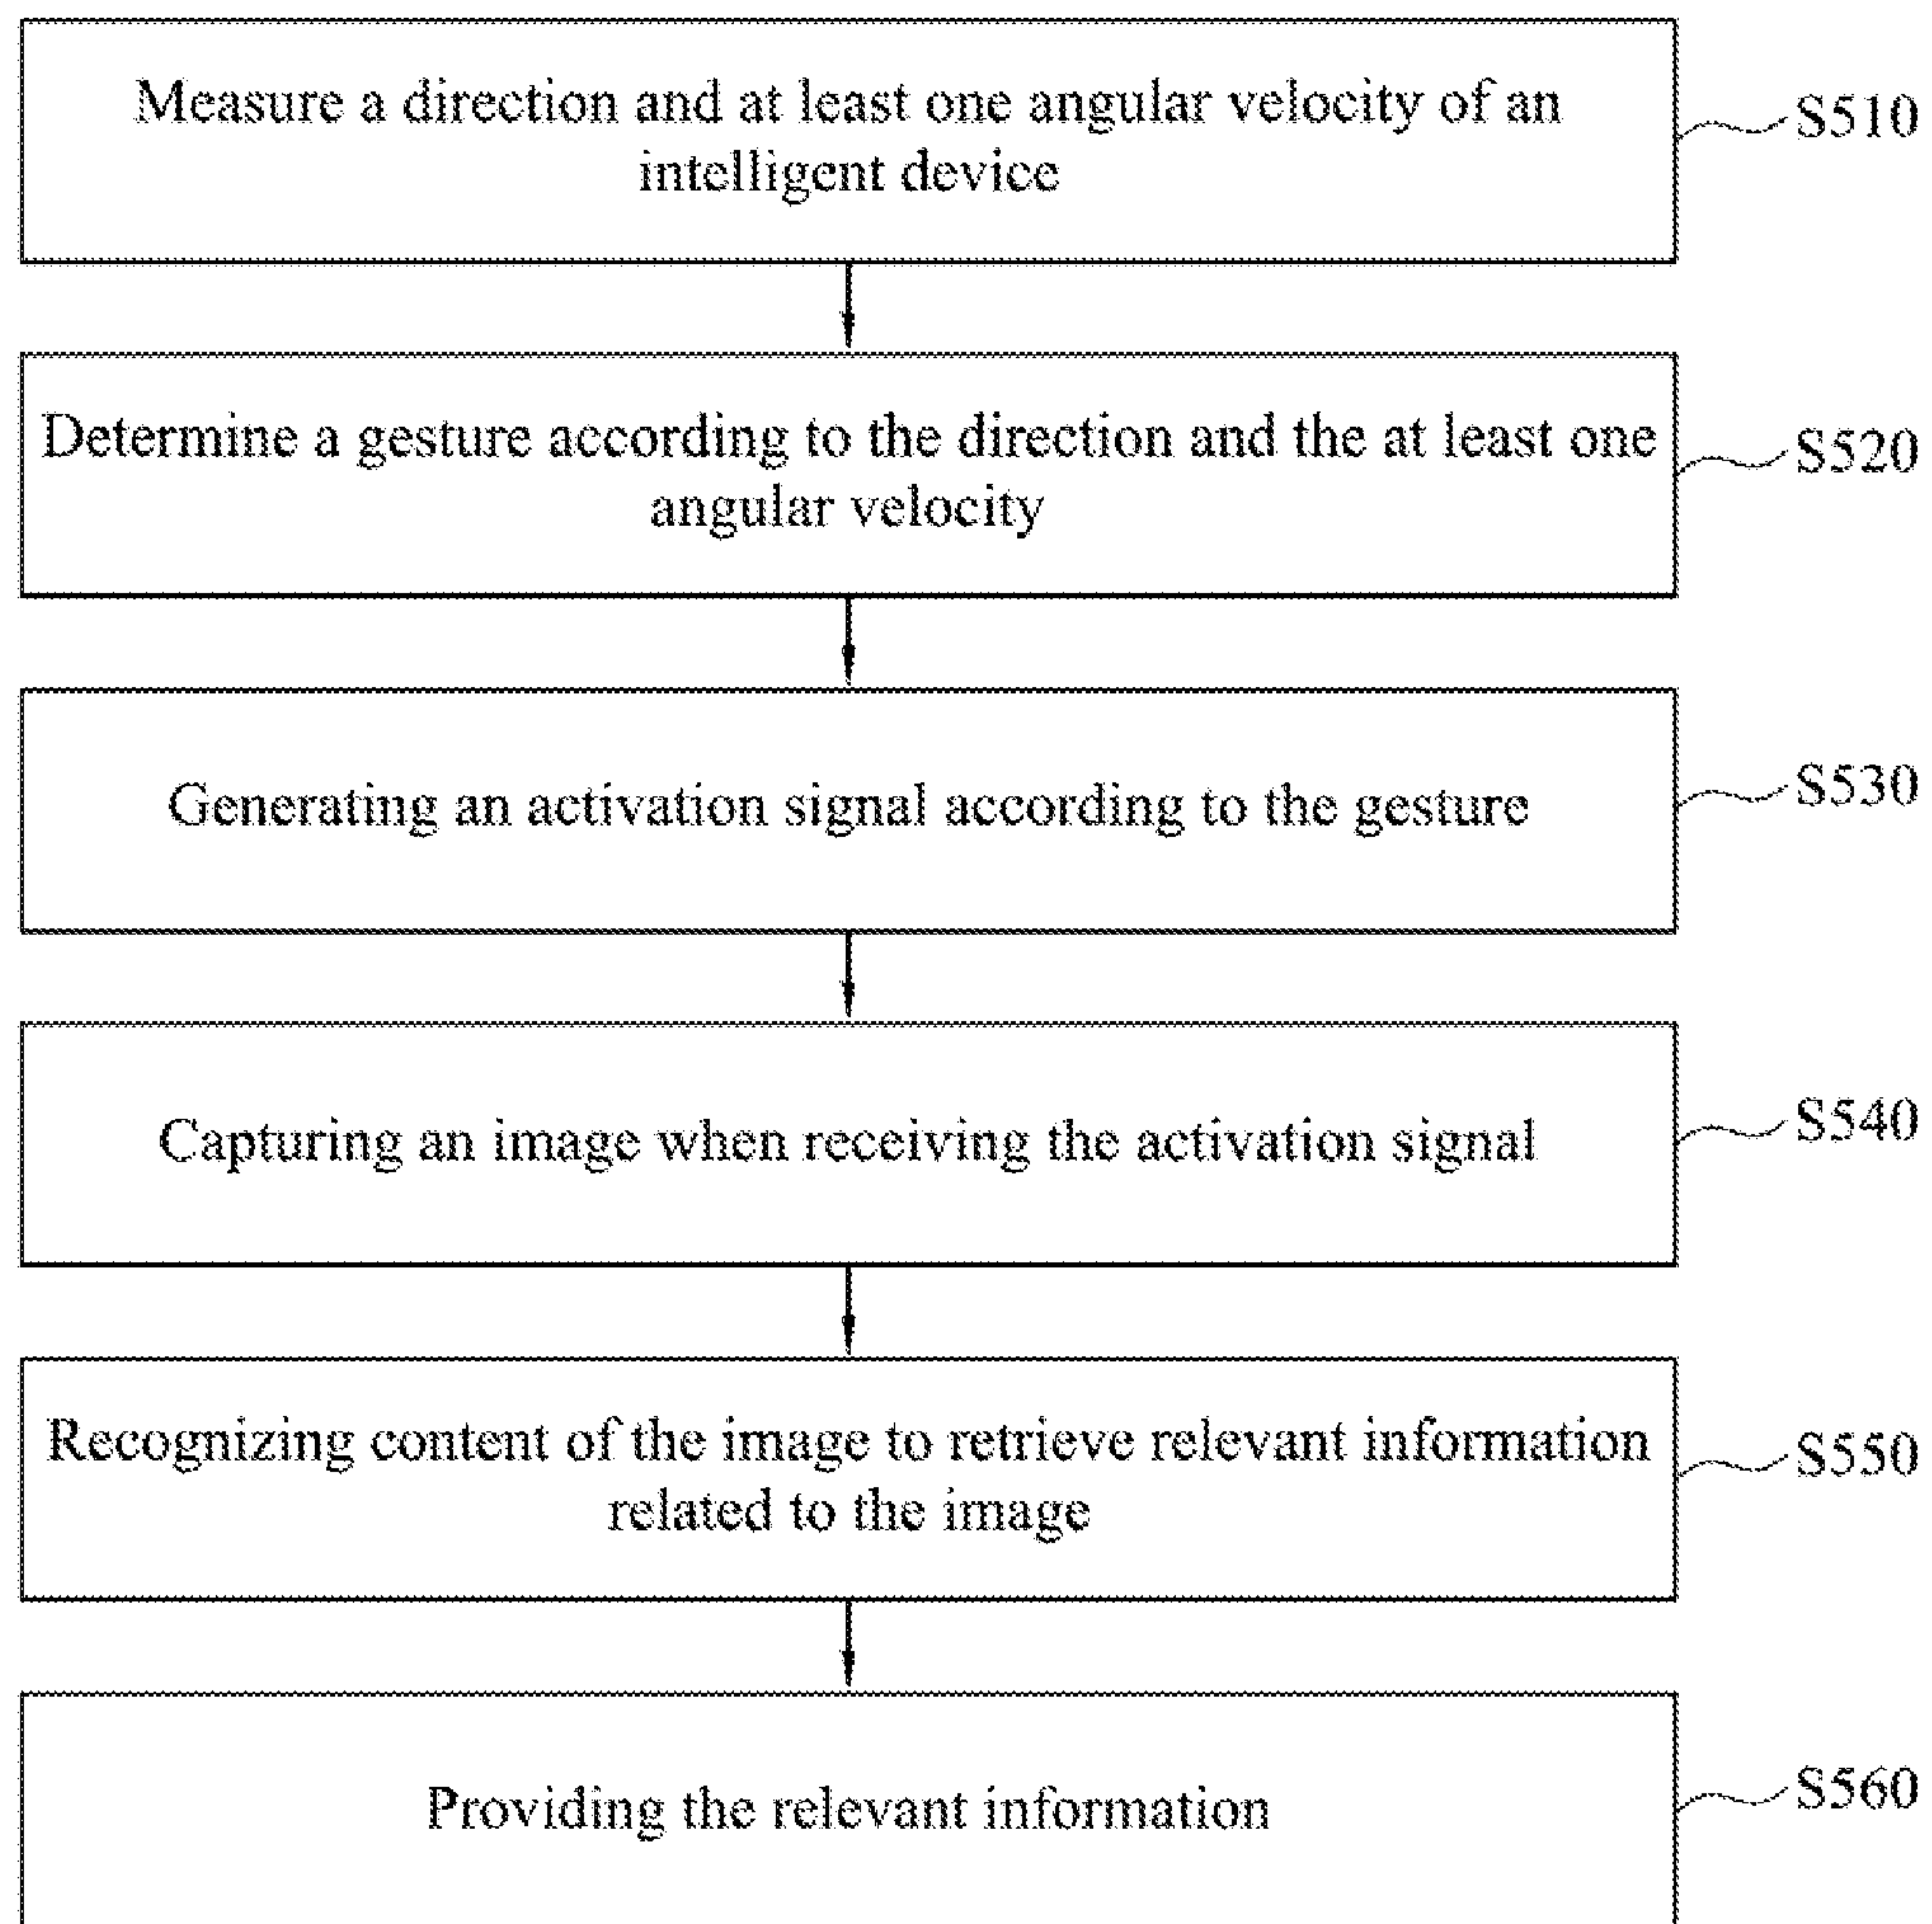 Measure a direction and at least one angular velocity of an
intelligent device
S510
Determine a gesture according to the direction and the at least one
angular velocity
S520
Generating an activation signal according to the gesture
S530
Capturing an image when receiving the activation signal
S540
Recognizing content of the image to retrieve relevant information
related to the image
S550
Providing the relevant information
S560